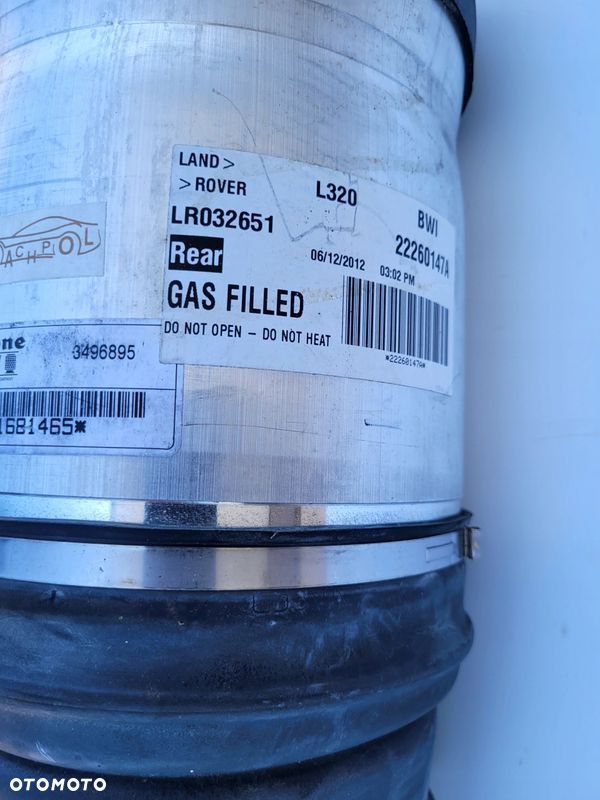 LAND >
> ROVER
L320
BWI
LR032651
22260147A
Rear
06/12/2012
03:02 PM
GAS FILLED
DO NOT OPEN - DO NOT HEAT
*22260147A*
ACHPOL
one
3496895
1681465*
OTOMOTO